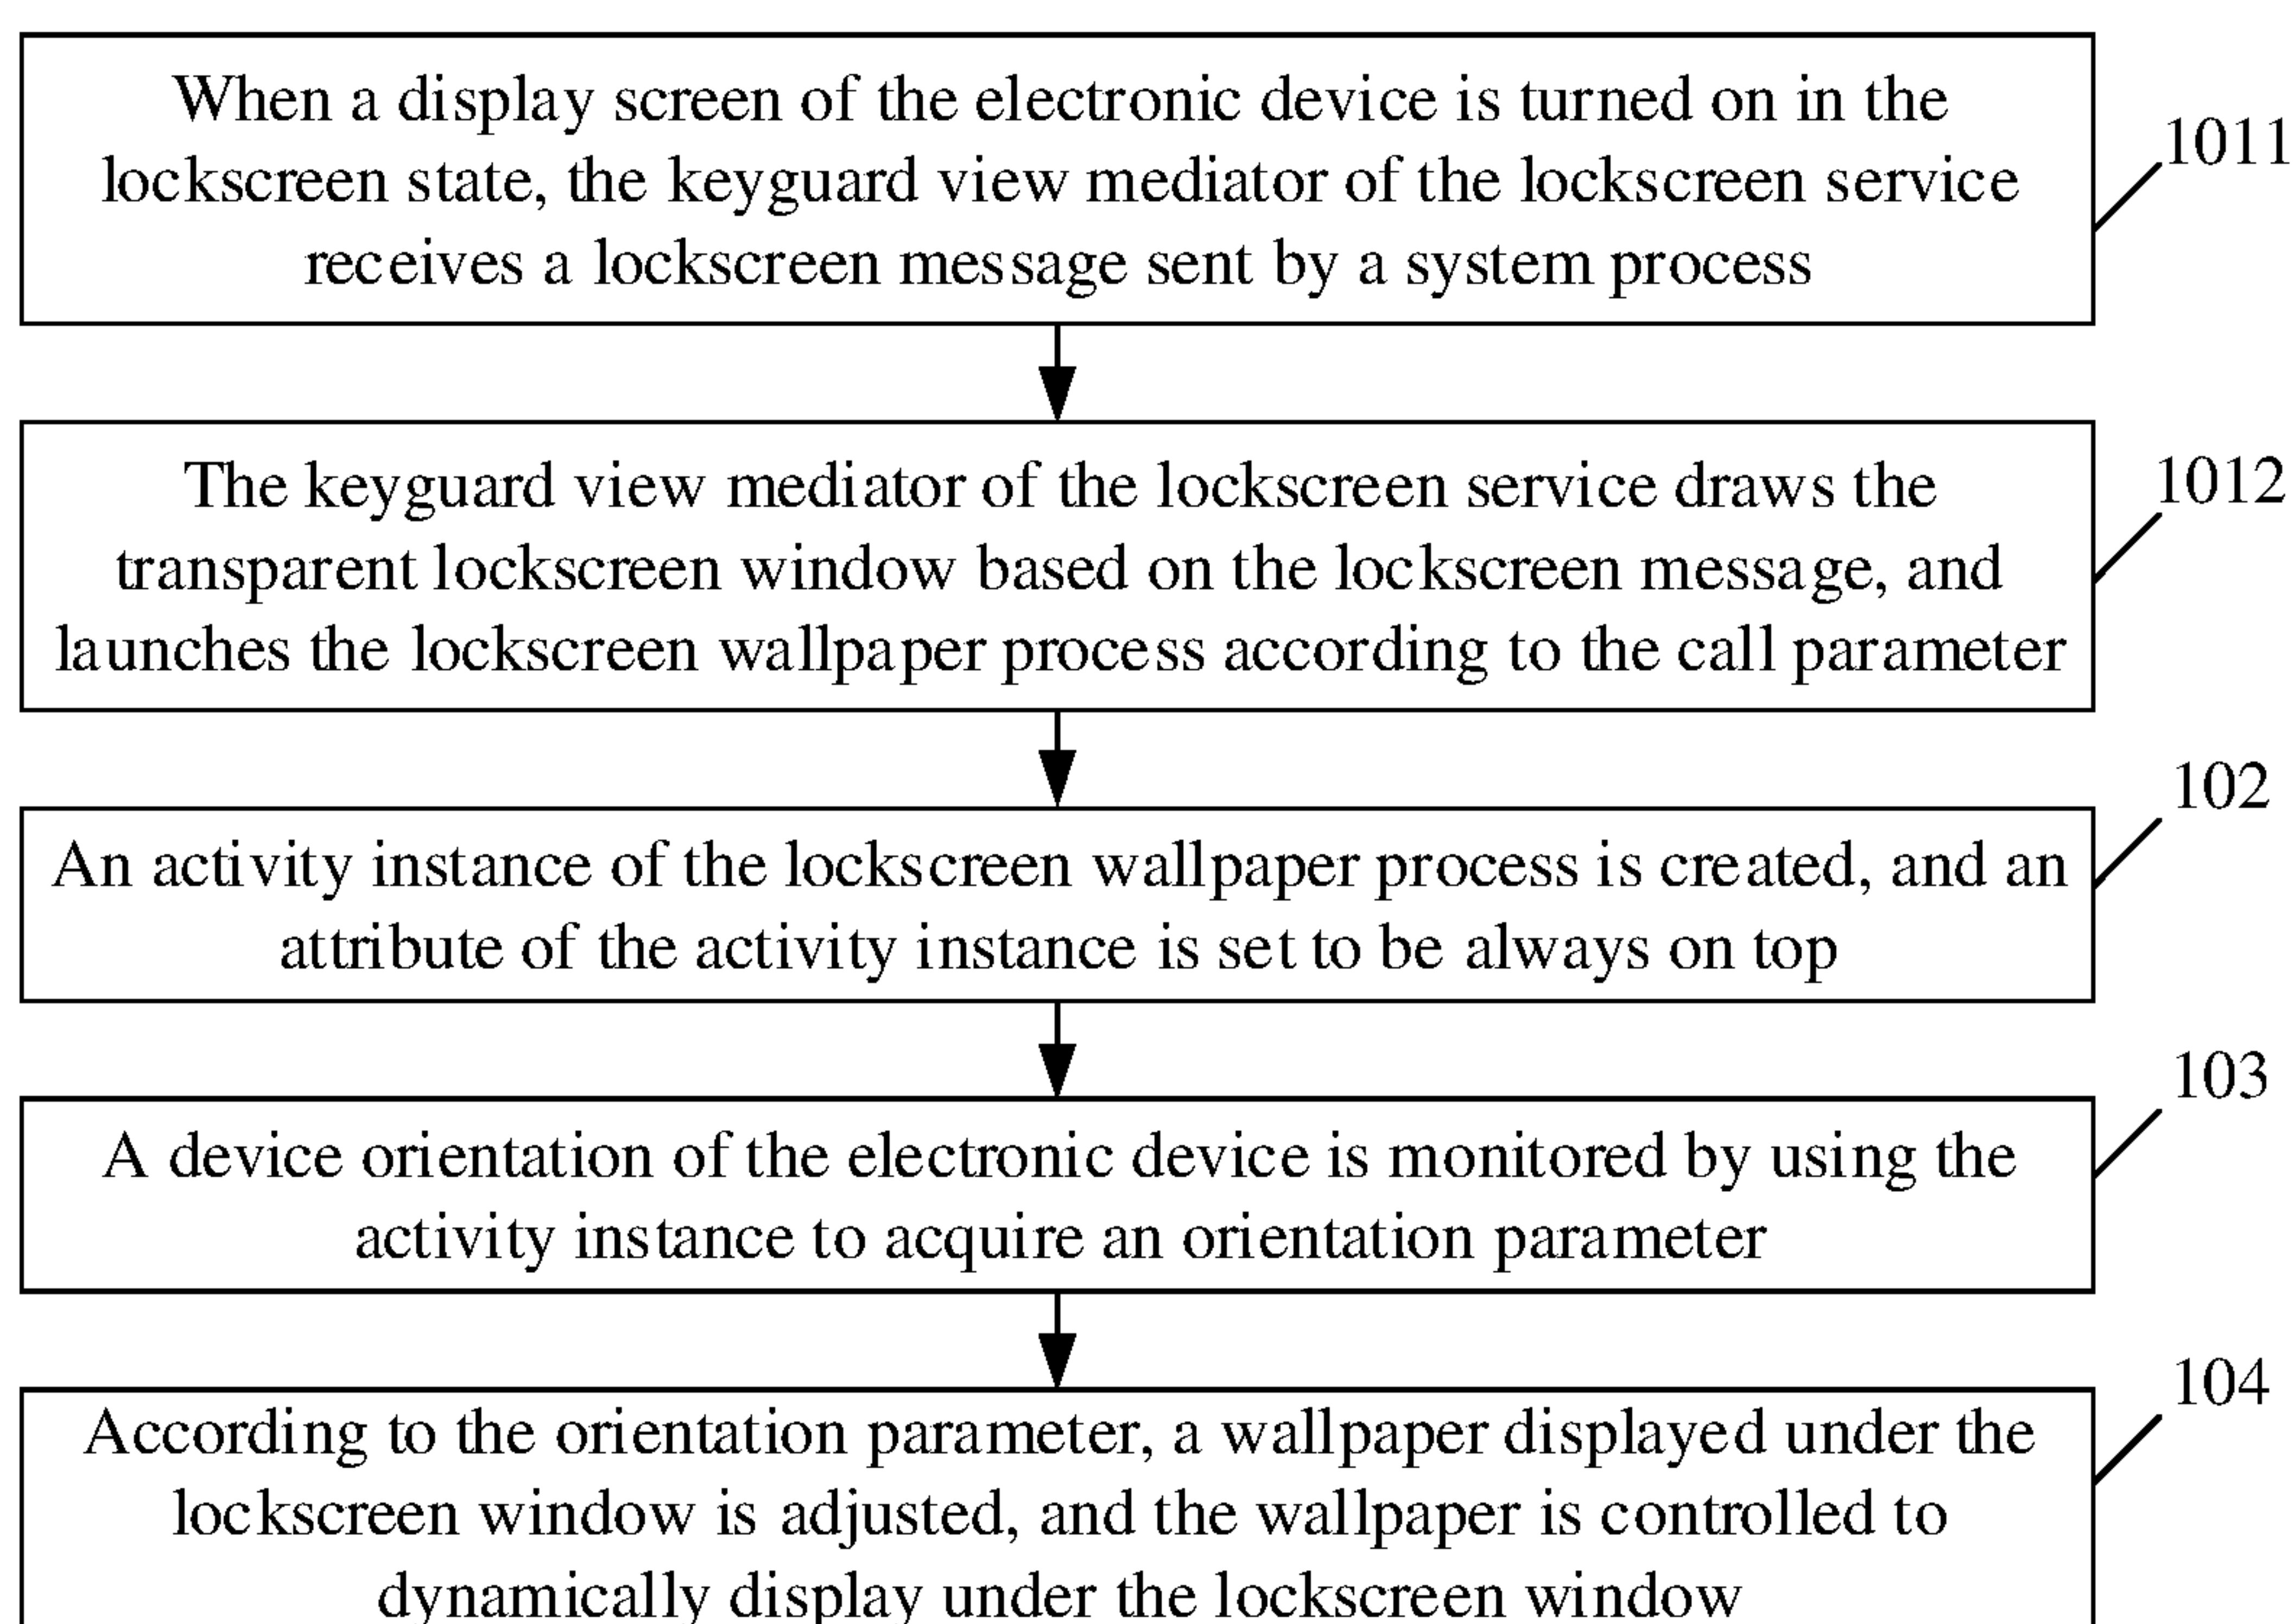 When a display screen of the electronic device is turned on in the
lockscreen state, the keyguard view mediator of the lockscreen service
receives a lockscreen message sent by a system process
1011
The keyguard view mediator of the lockscreen service draws the
transparent lockscreen window based on the lockscreen message, and
launches the lockscreen wallpaper process according to the call parameter
1012
An activity instance of the lockscreen wallpaper process is created, and an
attribute of the activity instance is set to be always on top
102
A device orientation of the electronic device is monitored by using the
activity instance to acquire an orientation parameter
103
According to the orientation parameter, a wallpaper displayed under the
lockscreen window is adjusted, and the wallpaper is controlled to
dynamically display under the lockscreen window
104